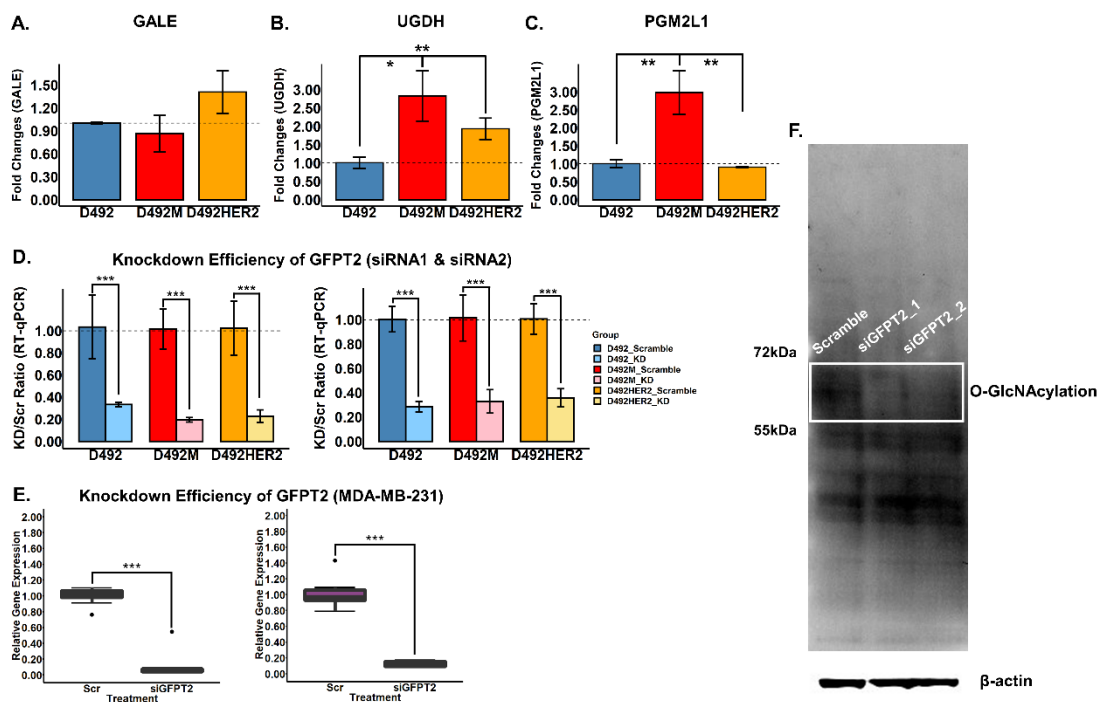 A.
GALE
Fold Changes (GALE)
1.50
1.20
0.90
0.60
0.30
0.00
D492
D492M
D492HER2
B.
UGDH
**
*
Fold Changes (UGDH)
3.00
2.50
2.00
1.50
1.00
0.50
0.00
D492
D492M
D492HER2
C.
PGM2L1
** **
Fold Changes (PGM2L1)
3.00
2.50
2.00
1.50
1.00
0.50
0.00
D492
D492M
D492HER2
D.
Knockdown Efficiency of GFPT2 (siRNA1 & siRNA2)
*** *** ***
KD/Scr Ratio (RT-qPCR)
1.00
0.80
0.60
0.40
0.20
0.00
D492 D492M D492HER2
*** *** ***
KD/Scr Ratio (RT-qPCR)
1.00
0.80
0.60
0.40
0.20
0.00
D492 D492M D492HER2
Group
D492_Scramble
D492_KD
D492M_Scramble
D492M_KD
D492HER2_Scramble
D492HER2_KD
E.
Knockdown Efficiency of GFPT2 (MDA-MB-231)
Relative Gene Expression
2.00
1.80
1.60
1.40
1.20
1.00
0.80
0.60
0.40
0.20
0.00
***
Scr siGFPT2
Treatment
Relative Gene Expression
2.00
1.80
1.60
1.40
1.20
1.00
0.80
0.60
0.40
0.20
0.00
***
Scr siGFPT2
Treatment
F.
Scramble
siGFPT2_1
siGFPT2_2
72kDa
O-GlcNAcylation
55kDa
β-actin